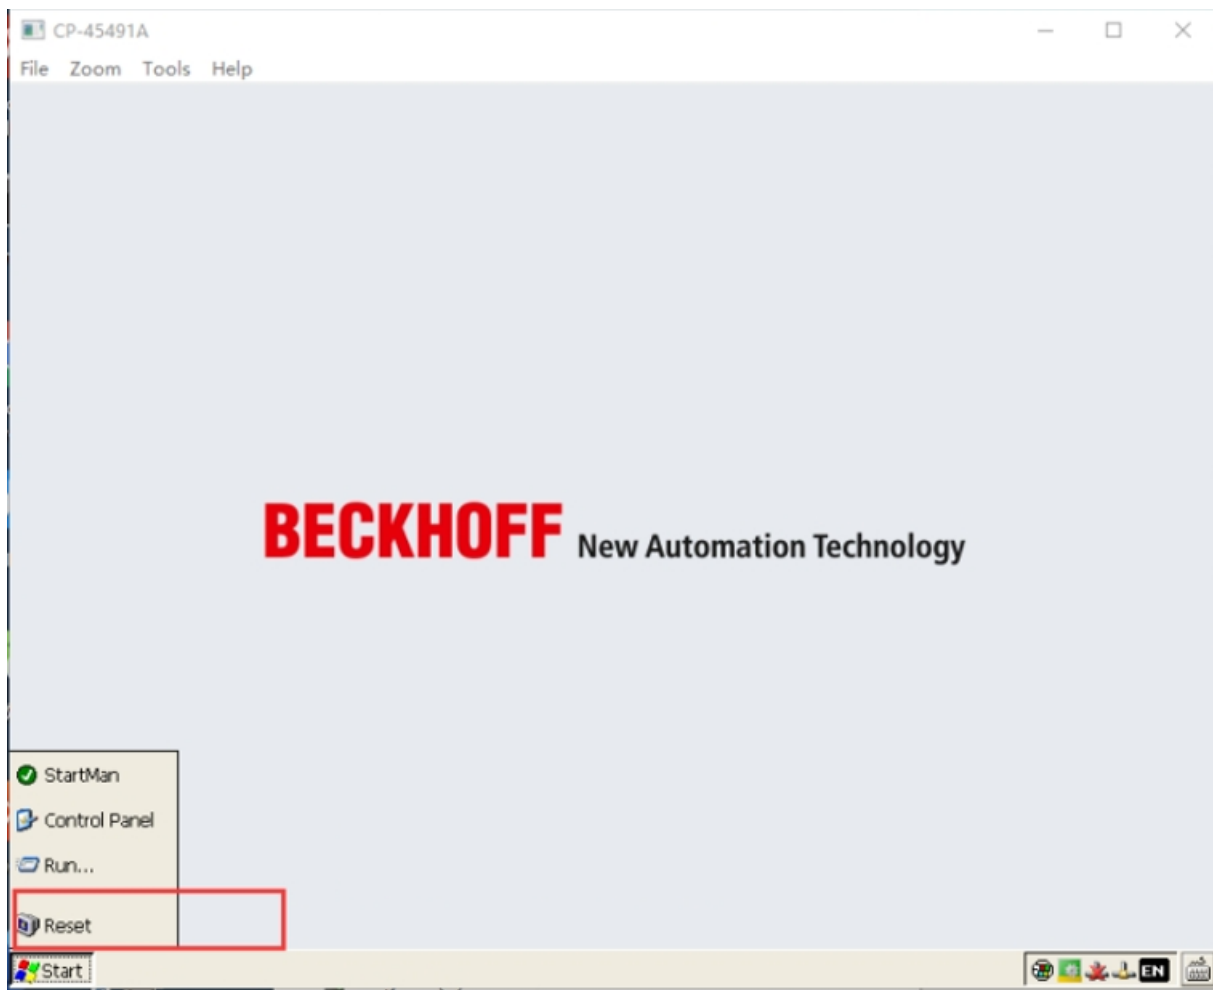 CP-45491A
File Zoom Tools Help
BECKHOFF New Automation Technology
StartMan
Control Panel
Run...
Reset
Start
EN